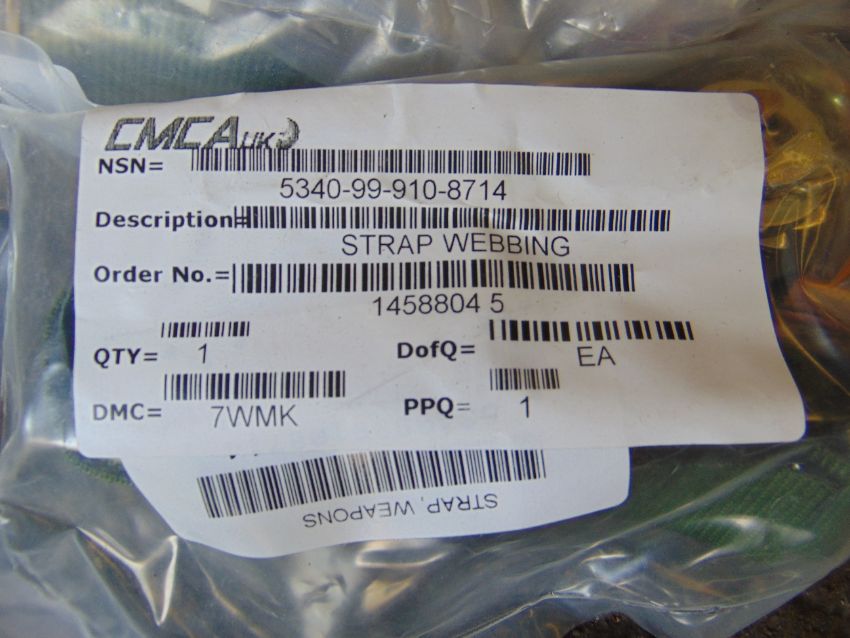 CMCA UK
NSN=
5340-99-910-8714
Description=
STRAP WEBBING
Order No.=
1458804 5
QTY= 1 DofQ= EA
DMC= 7WMK PPQ= 1
STRAP, WEAPONS